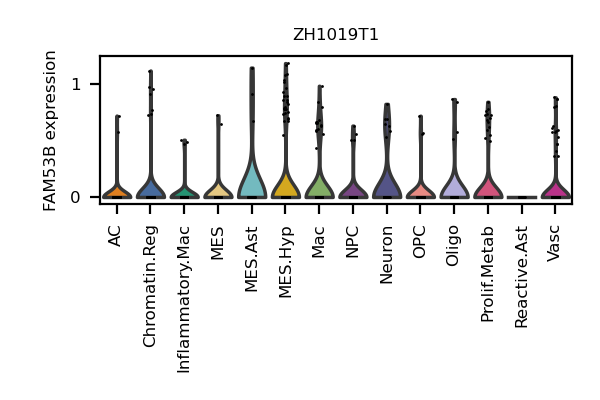 ZH1019T1
FAM53B expression
1
0
AC
Chromatin.Reg
Inflammatory.Mac
MES
MES.Ast
MES.Hyp
Mac
NPC
Neuron
OPC
Oligo
Prolif.Metab
Reactive.Ast
Vasc